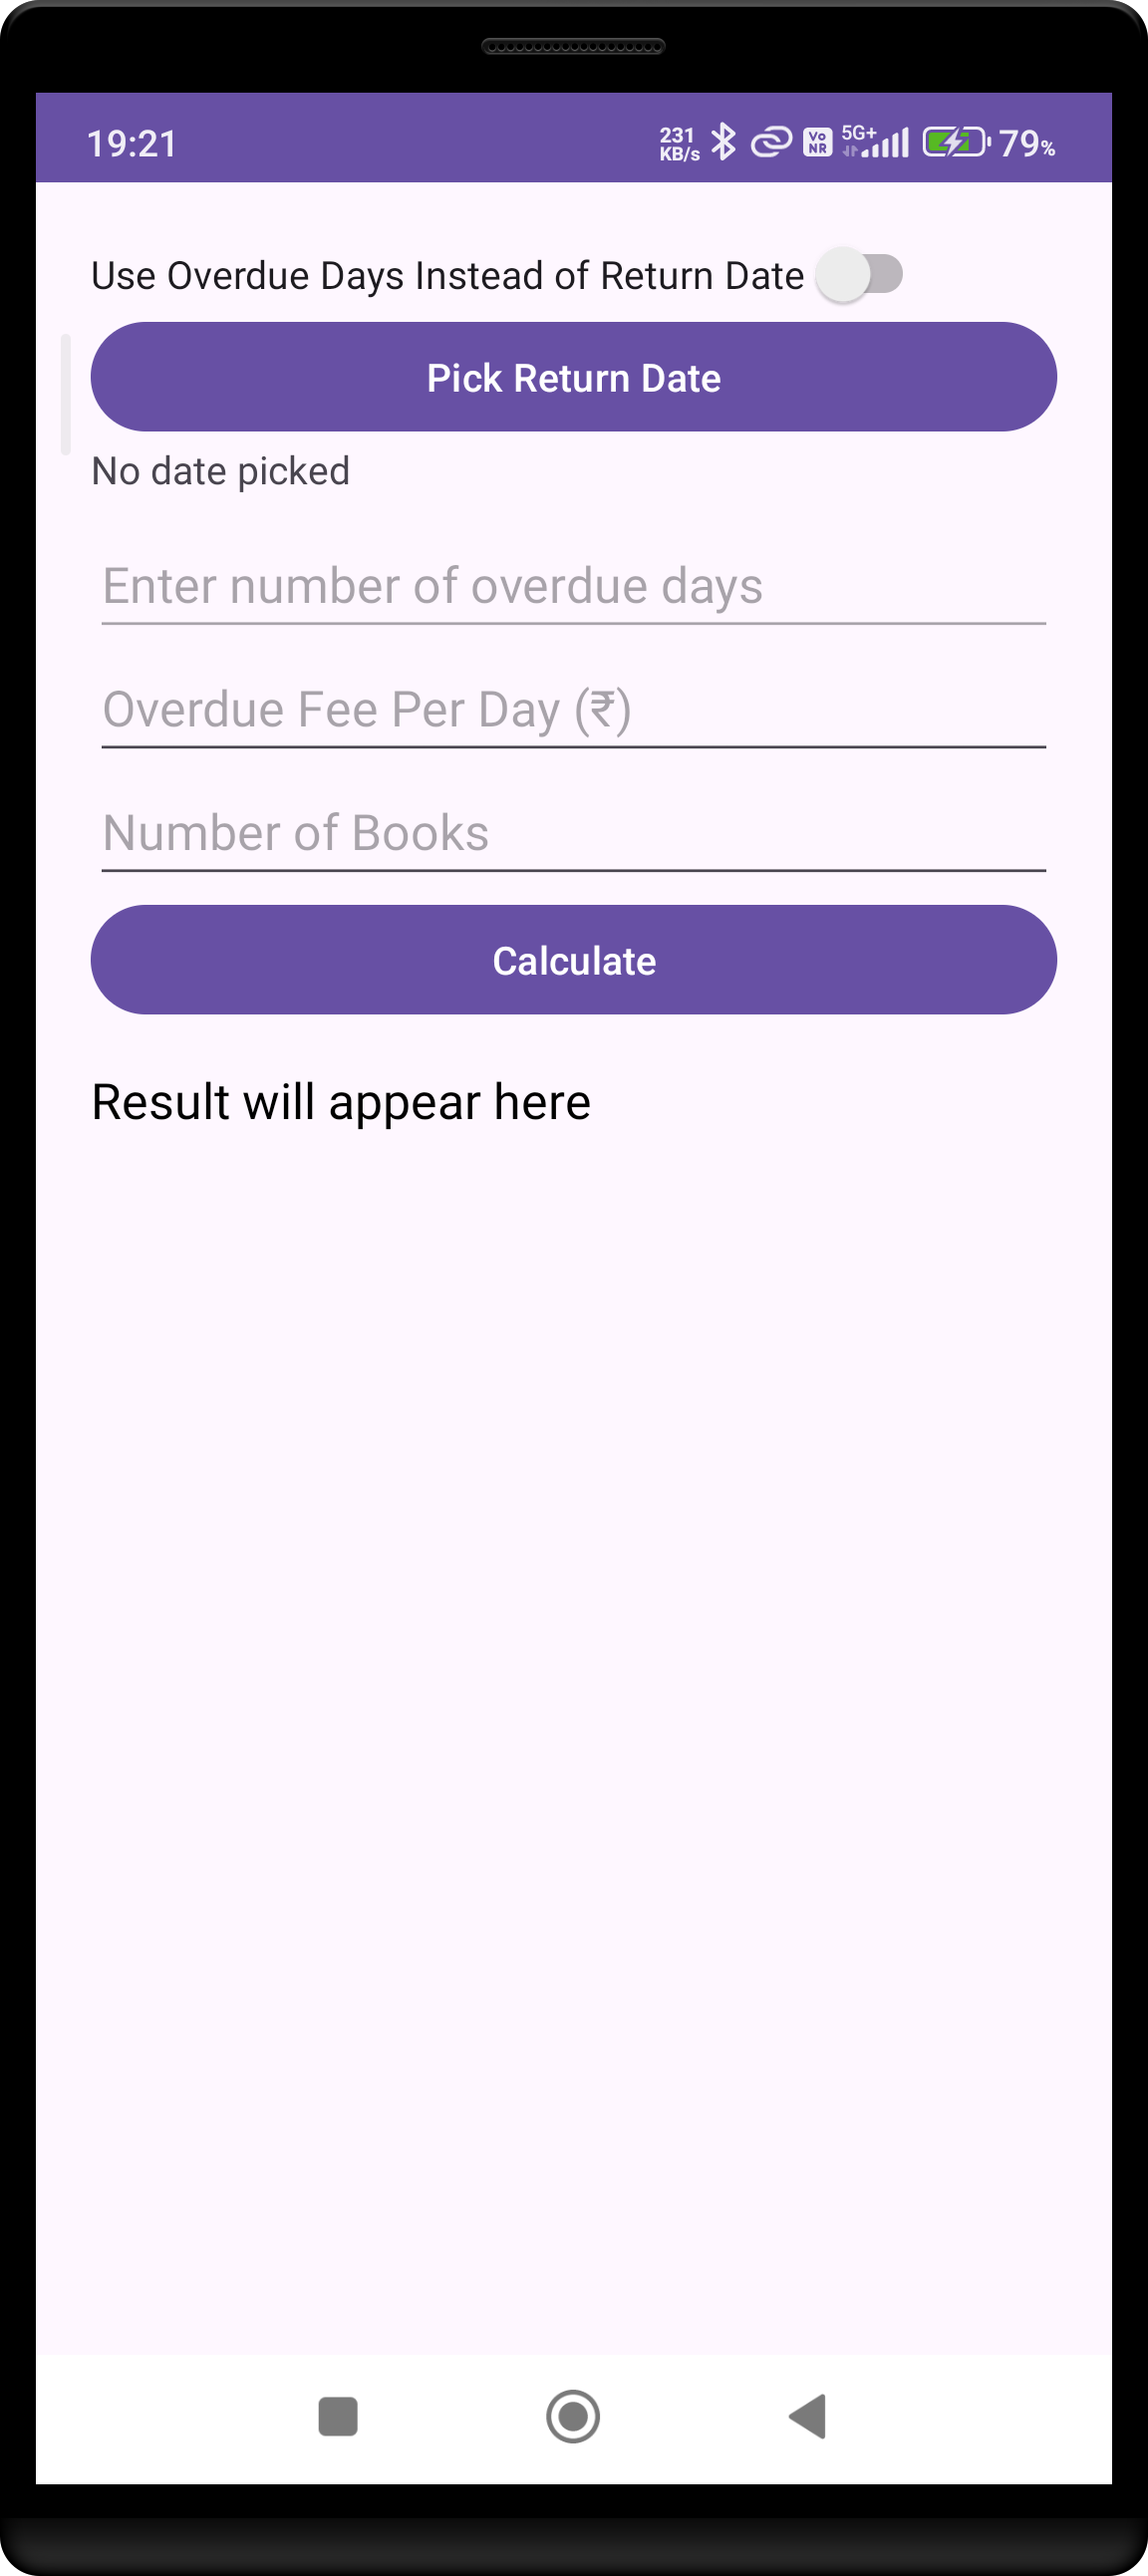 19:21 231 KB/s Vo NR 5G+ 79%
Use Overdue Days Instead of Return Date
Pick Return Date
No date picked
Enter number of overdue days
Overdue Fee Per Day (₹)
Number of Books
Calculate
Result will appear here